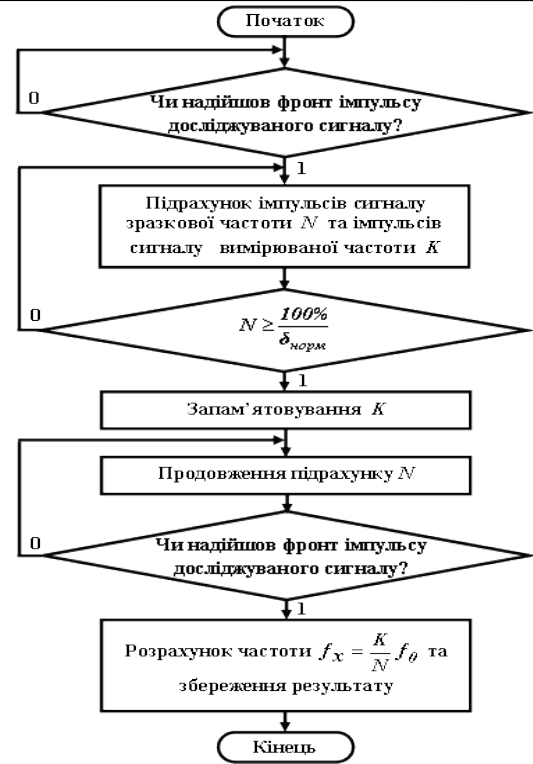 Початок
Чи надійшов фронт імпульсу
досліджуваного сигналу?
0
1
Підрахунок імпульсів сигналу
зразкової частоти N та імпульсів
сигналу вимірюваної частоти K
N ≥ 100% / δнорм
0
1
Запам'ятовування K
Продовження підрахунку N
Чи надійшов фронт імпульсу
досліджуваного сигналу?
0
1
Розрахунок частоти fx = K/N f0 та
збереження результату
Кінець